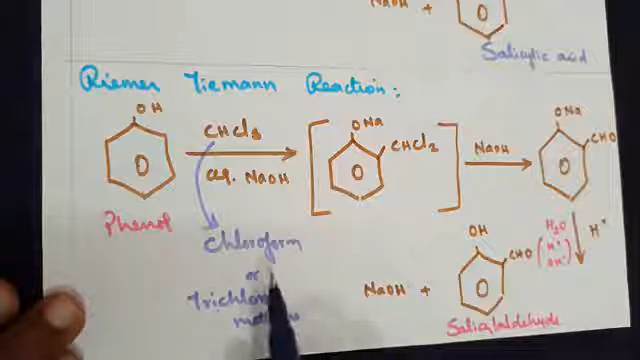 NaOH +
Salicylic acid
Riemer Tiemann Reaction:
OH
CHCl3
aq. NaOH
Phenol
ONa
CHCl2
NaOH
ONa
CHO
chloroform
or
H2O
H+
OH-
H+
NaOH +
OH
CHO
Salicylaldehyde